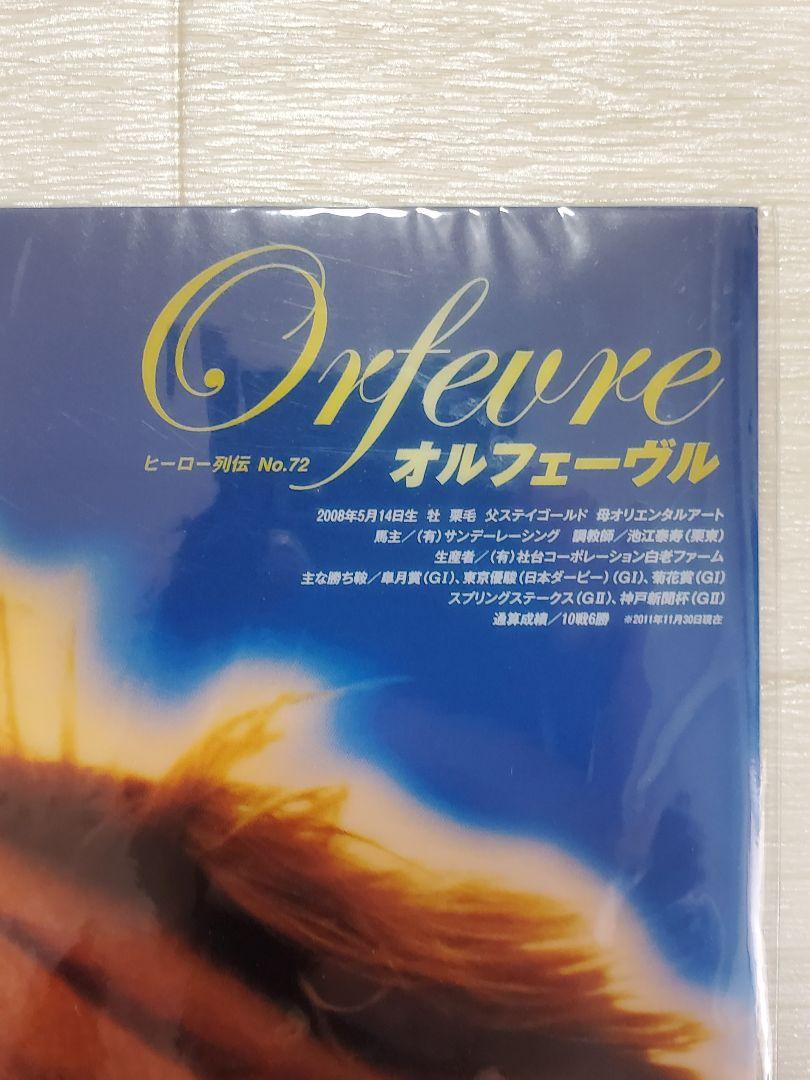 Orfevre
ヒーロー列伝 No.72 オルフェーヴル
2008年5月14日生 牡 栗毛 父ステイゴールド 母オリエンタルアート
馬主/(有)サンデーレーシング 調教師/池江泰寿(栗東)
生産者/(有)社台コーポレーション白老ファーム
主な勝ち鞍/皐月賞(GI)、東京優駿(日本ダービー)(GI)、菊花賞(GI)
スプリングステークス(GII)、神戸新聞杯(GII)
通算成績/10戦6勝 ※2011年11月30日現在